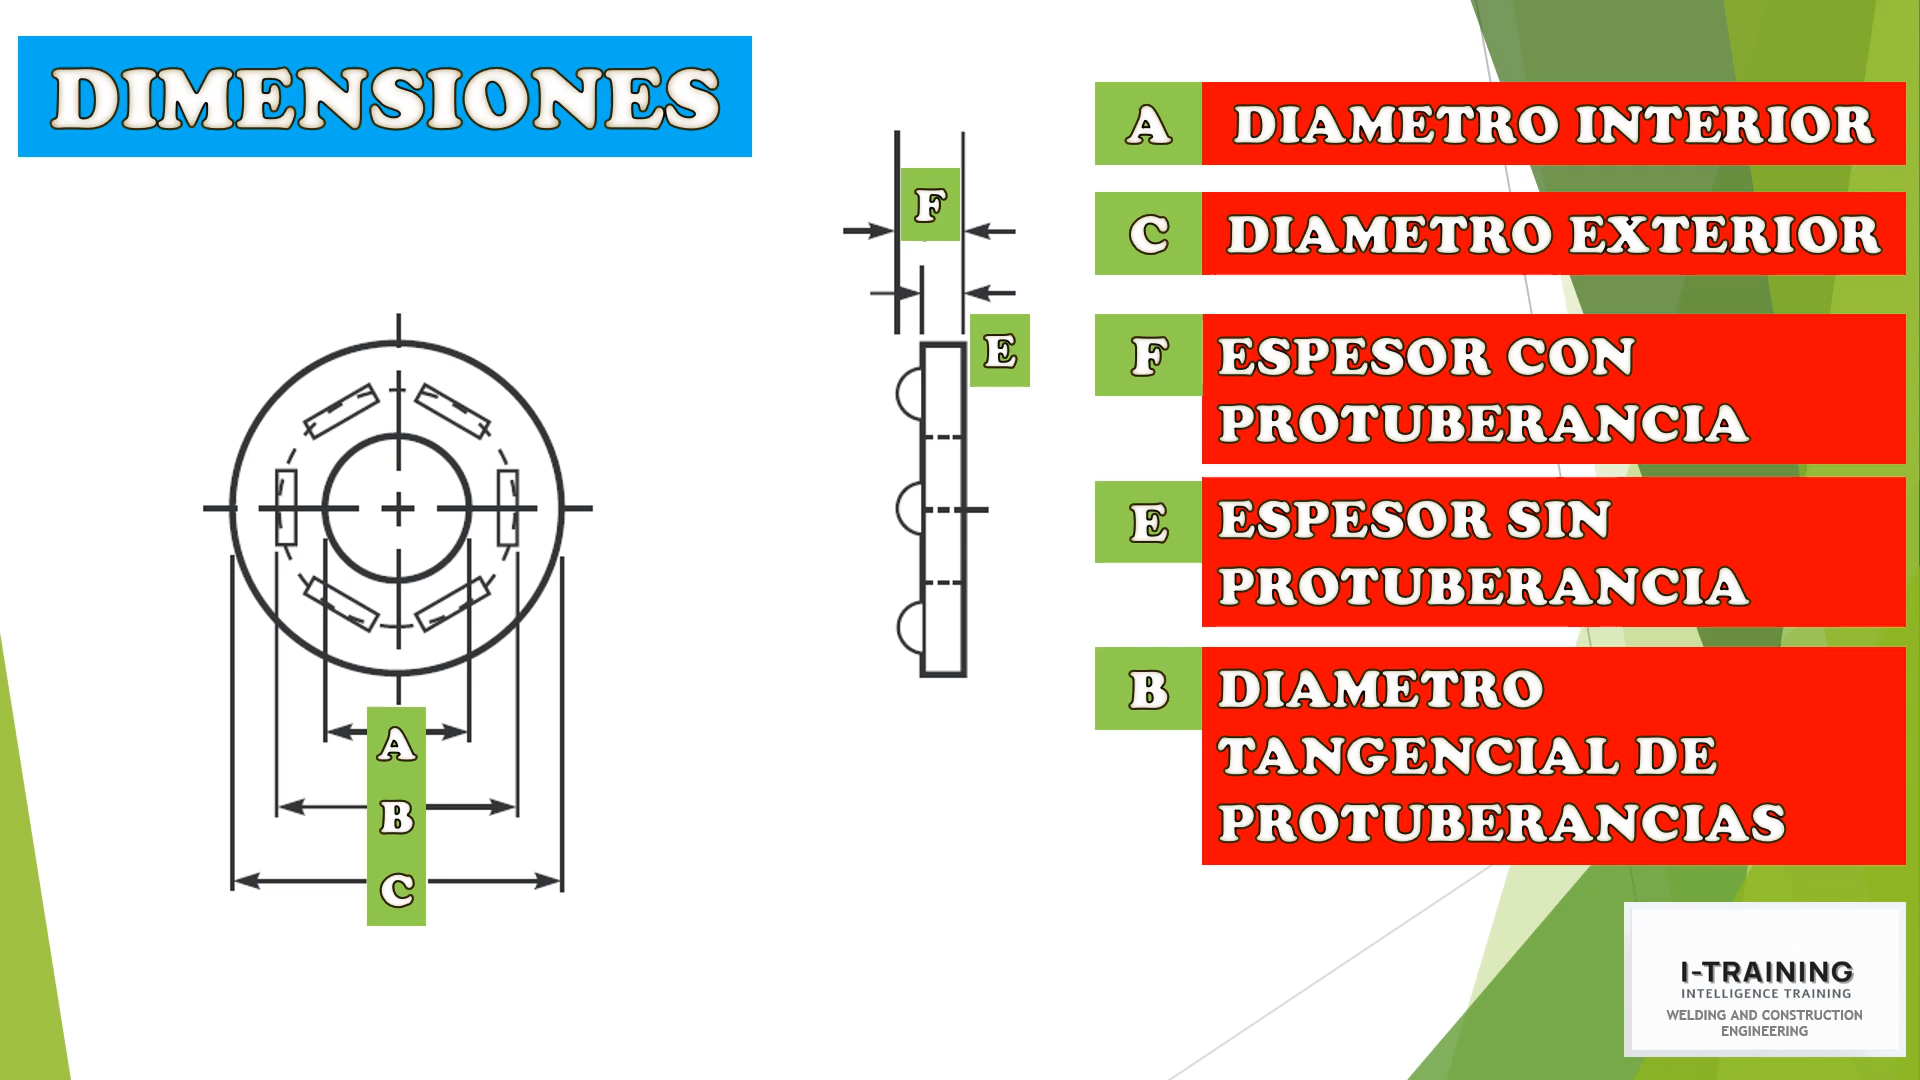 DIMENSIONES
F
E
A
B
C
A DIAMETRO INTERIOR
C DIAMETRO EXTERIOR
F ESPESOR CON
PROTUBERANCIA
E ESPESOR SIN
PROTUBERANCIA
B DIAMETRO
TANGENCIAL DE
PROTUBERANCIAS
I-TRAINING
INTELLIGENCE TRAINING
WELDING AND CONSTRUCTION
ENGINEERING